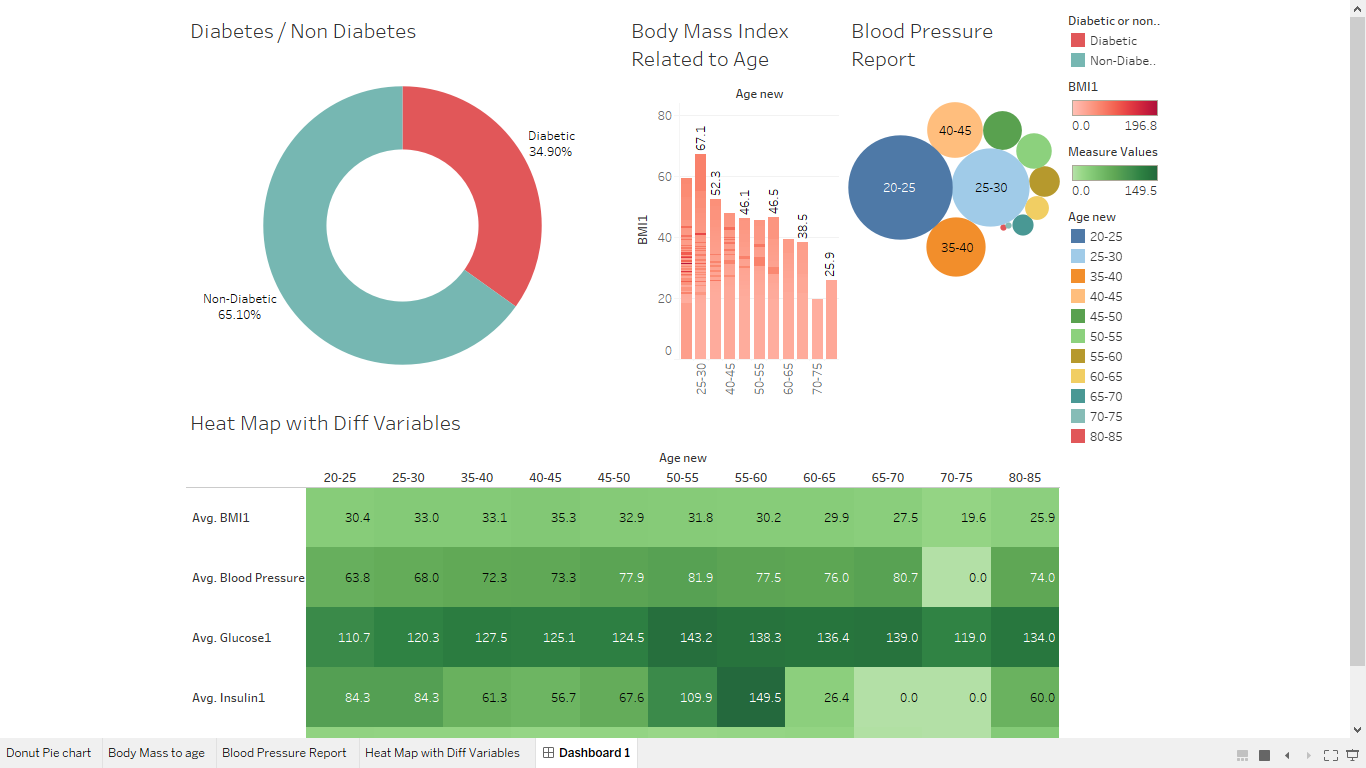 Diabetes / Non Diabetes
Diabetic
34.90%
Non-Diabetic
65.10%
Body Mass Index
Related to Age
Age new
BMI1
80
60
40
20
0
67.1
52.3
46.1
46.5
38.5
25.9
25-30
40-45
50-55
60-65
70-75
Blood Pressure
Report
40-45
20-25
25-30
35-40
Diabetic or non..
Diabetic
Non-Diabe..
BMI1
0.0 196.8
Measure Values
0.0 149.5
Age new
20-25
25-30
35-40
40-45
45-50
50-55
55-60
60-65
65-70
70-75
80-85
Heat Map with Diff Variables
Age new
20-25 25-30 35-40 40-45 45-50 50-55 55-60 60-65 65-70 70-75 80-85
Avg. BMI1 30.4 33.0 33.1 35.3 32.9 31.8 30.2 29.9 27.5 19.6 25.9
Avg. Blood Pressure 63.8 68.0 72.3 73.3 77.9 81.9 77.5 76.0 80.7 0.0 74.0
Avg. Glucose1 110.7 120.3 127.5 125.1 124.5 143.2 138.3 136.4 139.0 119.0 134.0
Avg. Insulin1 84.3 84.3 61.3 56.7 67.6 109.9 149.5 26.4 0.0 0.0 60.0
Donut Pie chart Body Mass to age Blood Pressure Report Heat Map with Diff Variables Dashboard 1